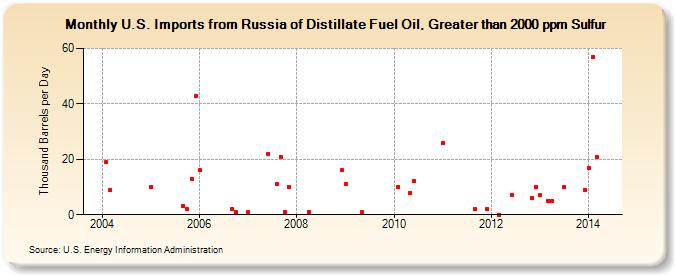 Monthly U.S. Imports from Russia of Distillate Fuel Oil, Greater than 2000 ppm Sulfur
Thousand Barrels per Day
60
40
20
0
2004 2006 2008 2010 2012 2014
Source: U.S. Energy Information Administration